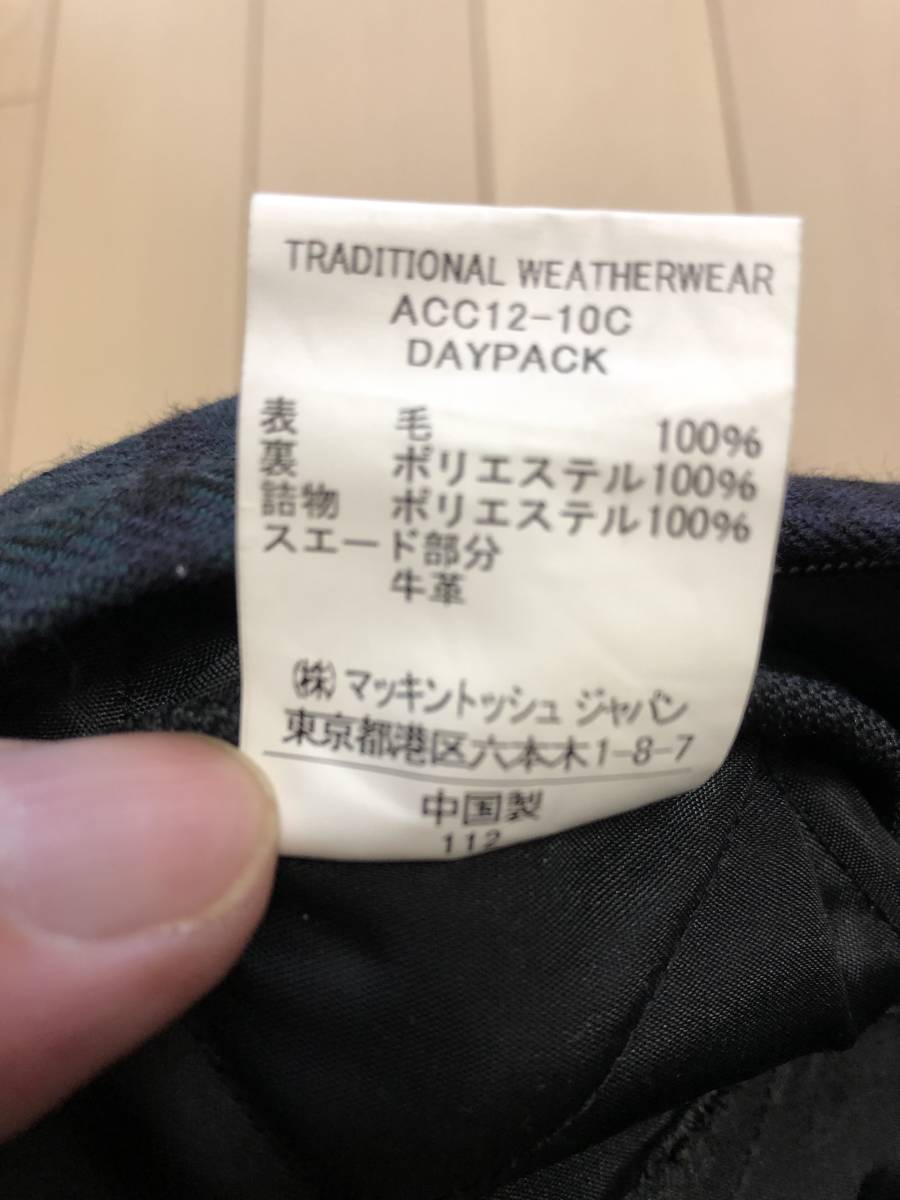 TRADITIONAL WEATHERWEAR
ACC12-10C
DAYPACK
表 毛 100%
裏 ポリエステル100%
詰物 ポリエステル100%
スエード部分
牛革
㈱マッキントッシュ ジャパン
東京都港区六本木1-8-7
中国製
112